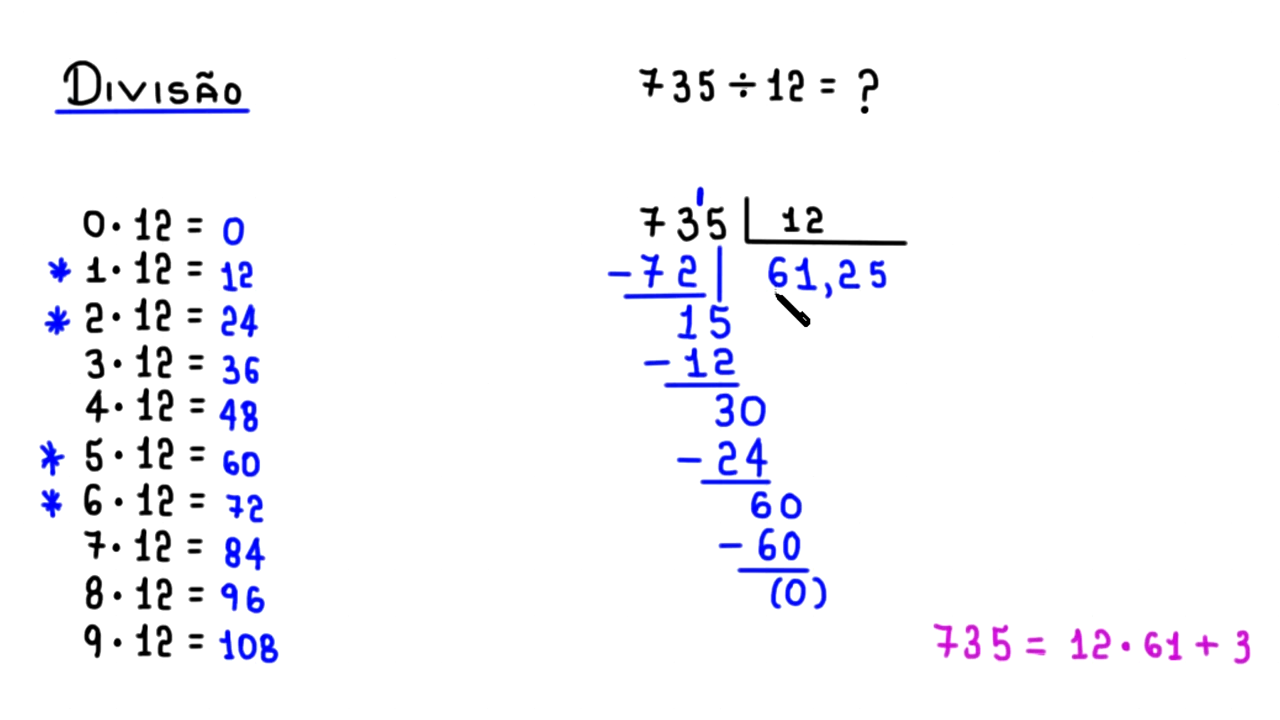 DIVISÃO
735 ÷ 12 = ?
0 · 12 = 0
* 1 · 12 = 12
* 2 · 12 = 24
3 · 12 = 36
4 · 12 = 48
* 5 · 12 = 60
* 6 · 12 = 72
7 · 12 = 84
8 · 12 = 96
9 · 12 = 108
73'5 | 12
-72 | 61,25
15
-12
30
-24
60
-60
(0)
735 = 12 · 61 + 3